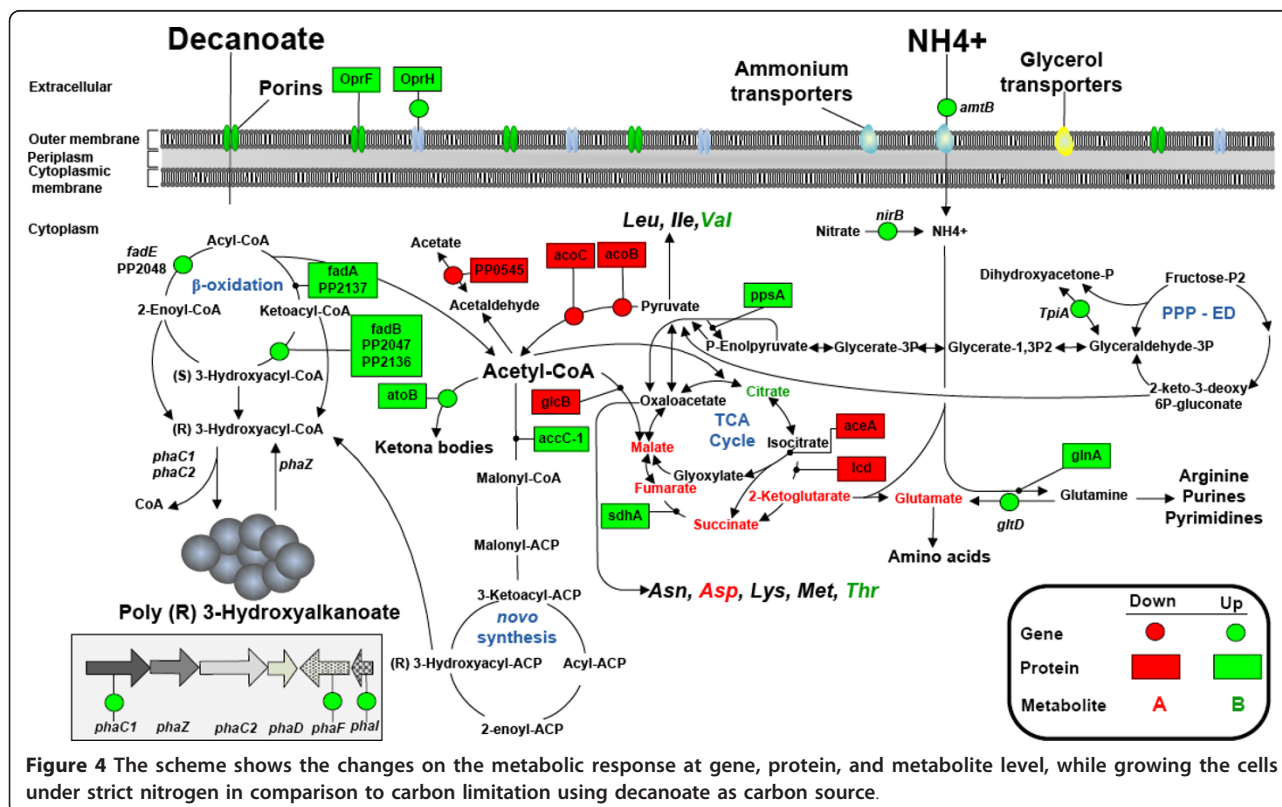 Decanoate
NH4+
Extracellular
Porins
OprF
OprH
Ammonium
transporters
amtB
Glycerol
transporters
Outer membrane
Periplasm
Cytoplasmic
membrane
Cytoplasm
Leu, Ile, Val
nirB
Nitrate
NH4+
Acyl-CoA
fadE
PP2048
β-oxidation
fadA
PP2137
2-Enoyl-CoA
Ketoacyl-CoA
fadB
PP2047
PP2136
(S) 3-Hydroxyacyl-CoA
(R) 3-Hydroxyacyl-CoA
Acetate
PP0545
Acetaldehyde
acoC
acoB
Pyruvate
ppsA
P-Enolpyruvate
Glycerate-3P
Glycerate-1,3P2
Glyceraldehyde-3P
Dihydroxyacetone-P
Fructose-P2
TpiA
PPP - ED
2-keto-3-deoxy
6P-gluconate
Acetyl-CoA
atoB
Ketona bodies
glcB
accC-1
Oxaloacetate
Citrate
TCA
Cycle
Isocitrate
aceA
Malate
Glyoxylate
Icd
Fumarate
2-Ketoglutarate
sdhA
Succinate
Glutamate
glnA
Glutamine
gltD
Arginine
Purines
Pyrimidines
Amino acids
phaC1
phaC2
phaZ
CoA
Malonyl-CoA
Malonyl-ACP
3-Ketoacyl-ACP
novo
synthesis
(R) 3-Hydroxyacyl-ACP
Acyl-ACP
2-enoyl-ACP
Asn, Asp, Lys, Met, Thr
Poly (R) 3-Hydroxyalkanoate
phaC1 phaZ phaC2 phaD phaF phaI
Down Up
Gene
Protein
Metabolite A B
Figure 4 The scheme shows the changes on the metabolic response at gene, protein, and metabolite level, while growing the cells
under strict nitrogen in comparison to carbon limitation using decanoate as carbon source.